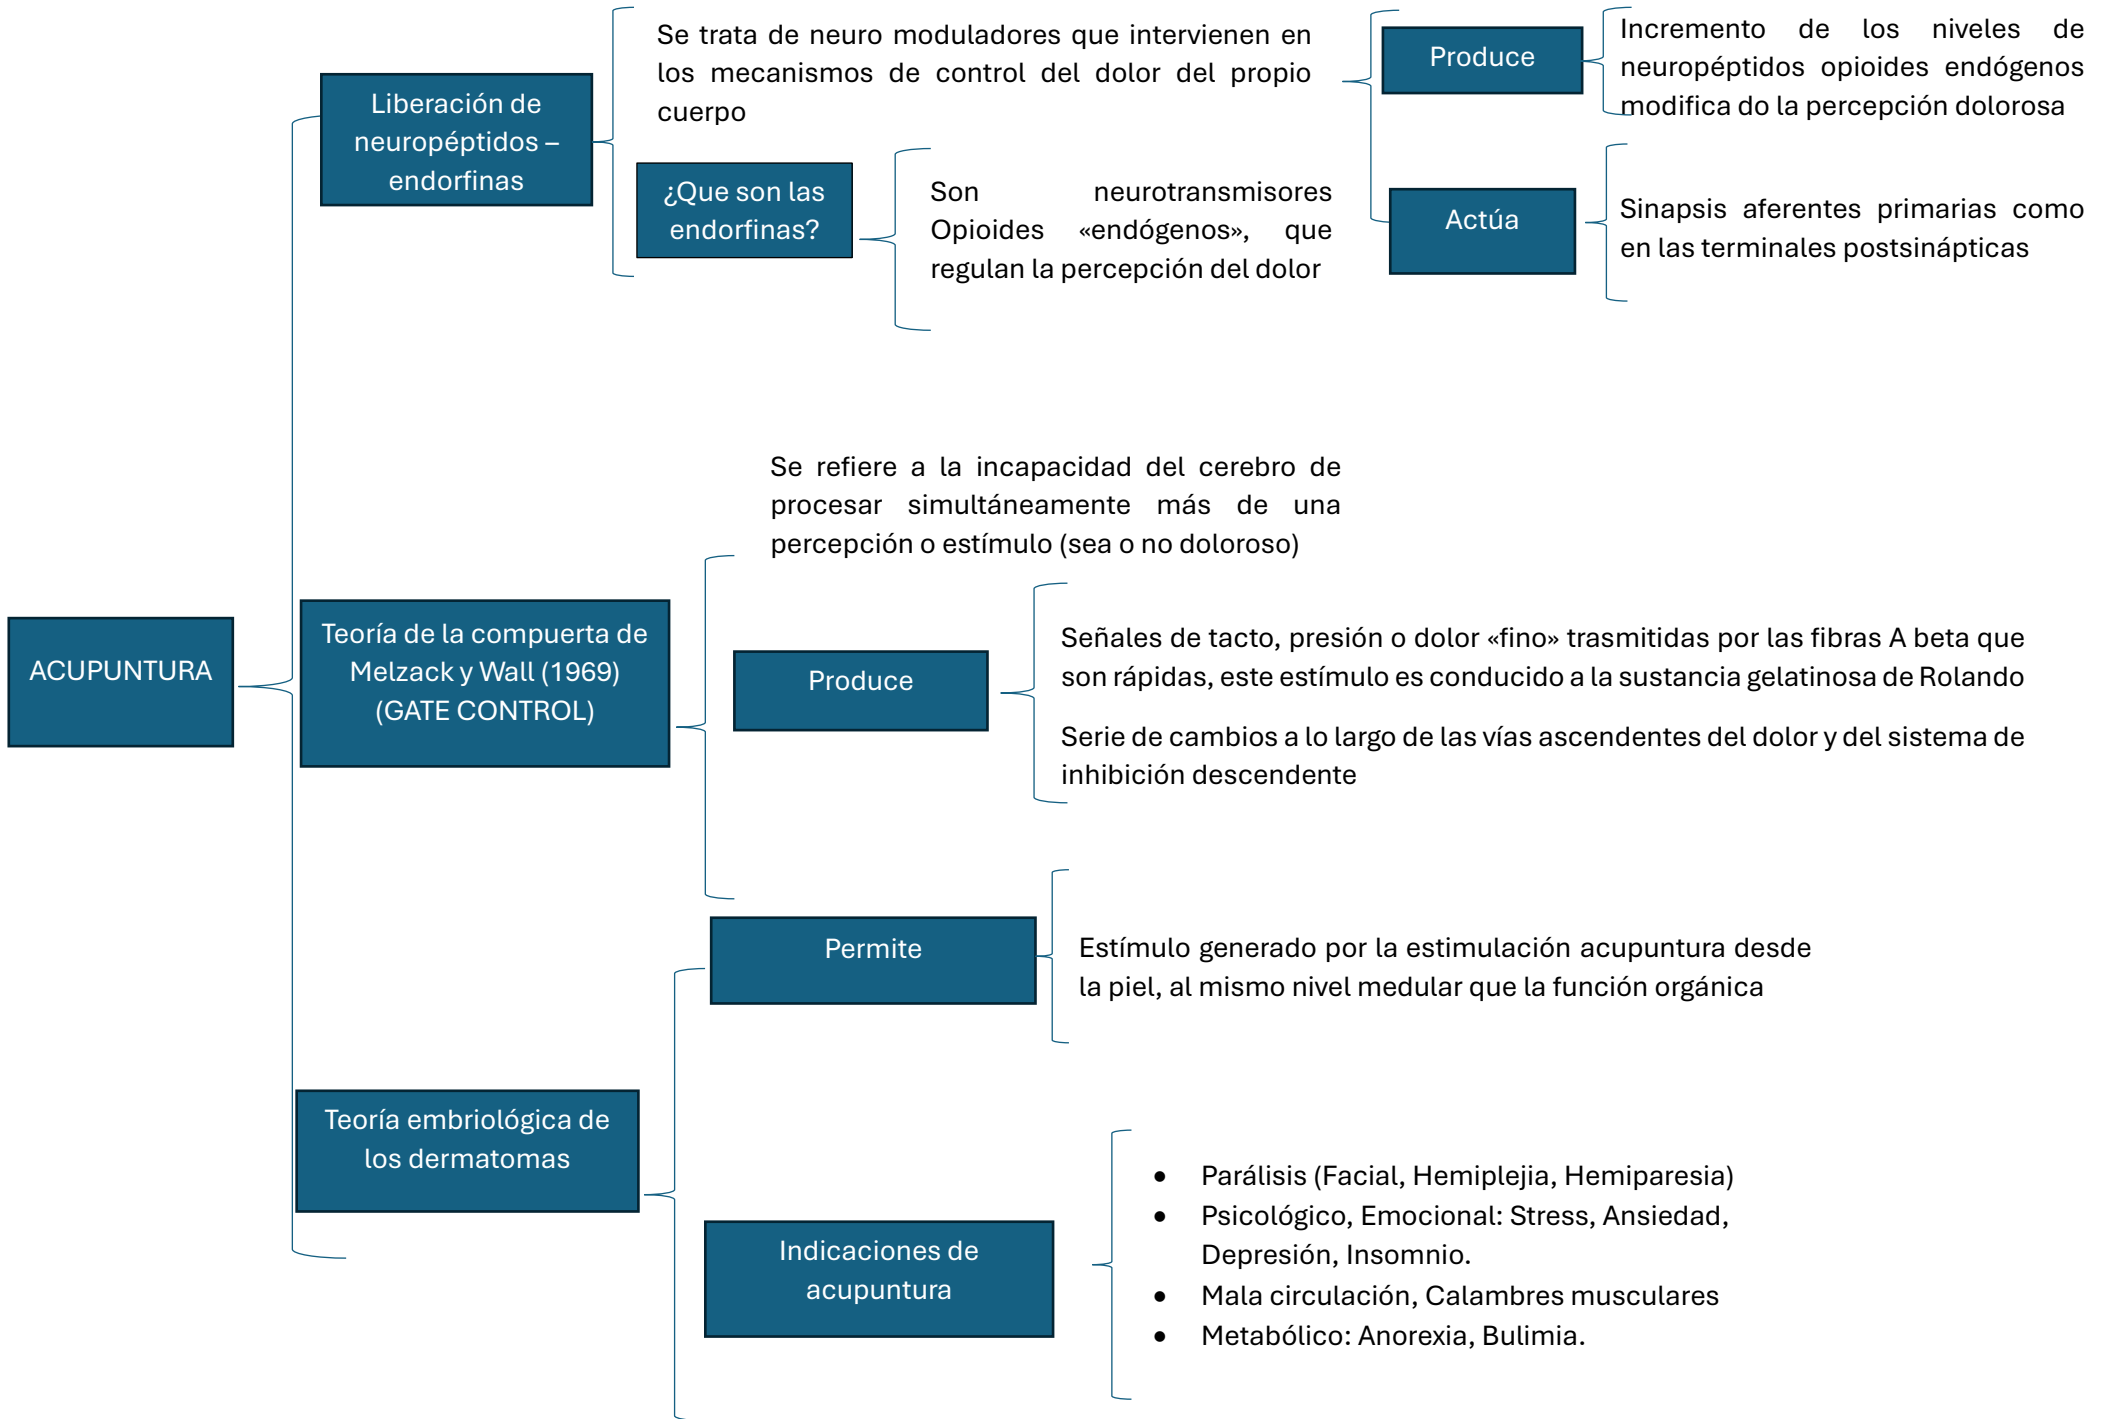 ACUPUNTURA
Liberación de
neuropéptidos –
endorfinas
Se trata de neuro moduladores que intervienen en
los mecanismos de control del dolor del propio
cuerpo
Produce
Incremento de los niveles de
neuropéptidos opioides endógenos
modifica do la percepción dolorosa
Actúa
Sinapsis aferentes primarias como
en las terminales postsinápticas
¿Que son las
endorfinas?
Son neurotransmisores
Opioides «endógenos», que
regulan la percepción del dolor
Teoría de la compuerta de
Melzack y Wall (1969)
(GATE CONTROL)
Se refiere a la incapacidad del cerebro de
procesar simultáneamente más de una
percepción o estímulo (sea o no doloroso)
Produce
Señales de tacto, presión o dolor «fino» trasmitidas por las fibras A beta que
son rápidas, este estímulo es conducido a la sustancia gelatinosa de Rolando
Serie de cambios a lo largo de las vías ascendentes del dolor y del sistema de
inhibición descendente
Teoría embriológica de
los dermatomas
Permite
Estímulo generado por la estimulación acupuntura desde
la piel, al mismo nivel medular que la función orgánica
Indicaciones de
acupuntura
• Parálisis (Facial, Hemiplejia, Hemiparesia)
• Psicológico, Emocional: Stress, Ansiedad,
Depresión, Insomnio.
• Mala circulación, Calambres musculares
• Metabólico: Anorexia, Bulimia.